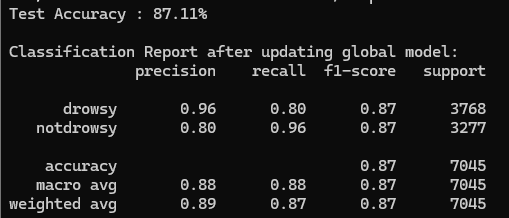 Test Accuracy : 87.11%
Classification Report after updating global model:
precision recall f1-score support
drowsy 0.96 0.80 0.87 3768
notdrowsy 0.80 0.96 0.87 3277
accuracy 0.87 7045
macro avg 0.88 0.88 0.87 7045
weighted avg 0.89 0.87 0.87 7045